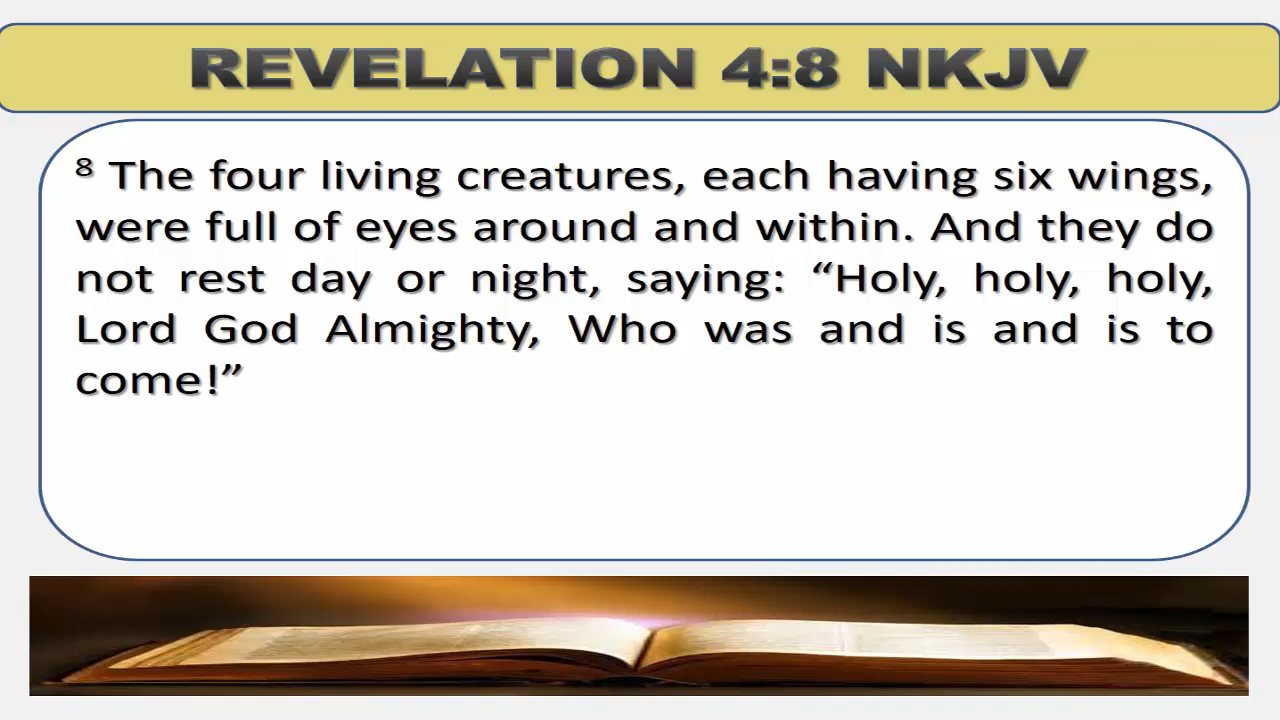 REVELATION 4:8 NKJV
⁸ The four living creatures, each having six wings,
were full of eyes around and within. And they do
not rest day or night, saying: “Holy, holy, holy,
Lord God Almighty, Who was and is and is to
come!”